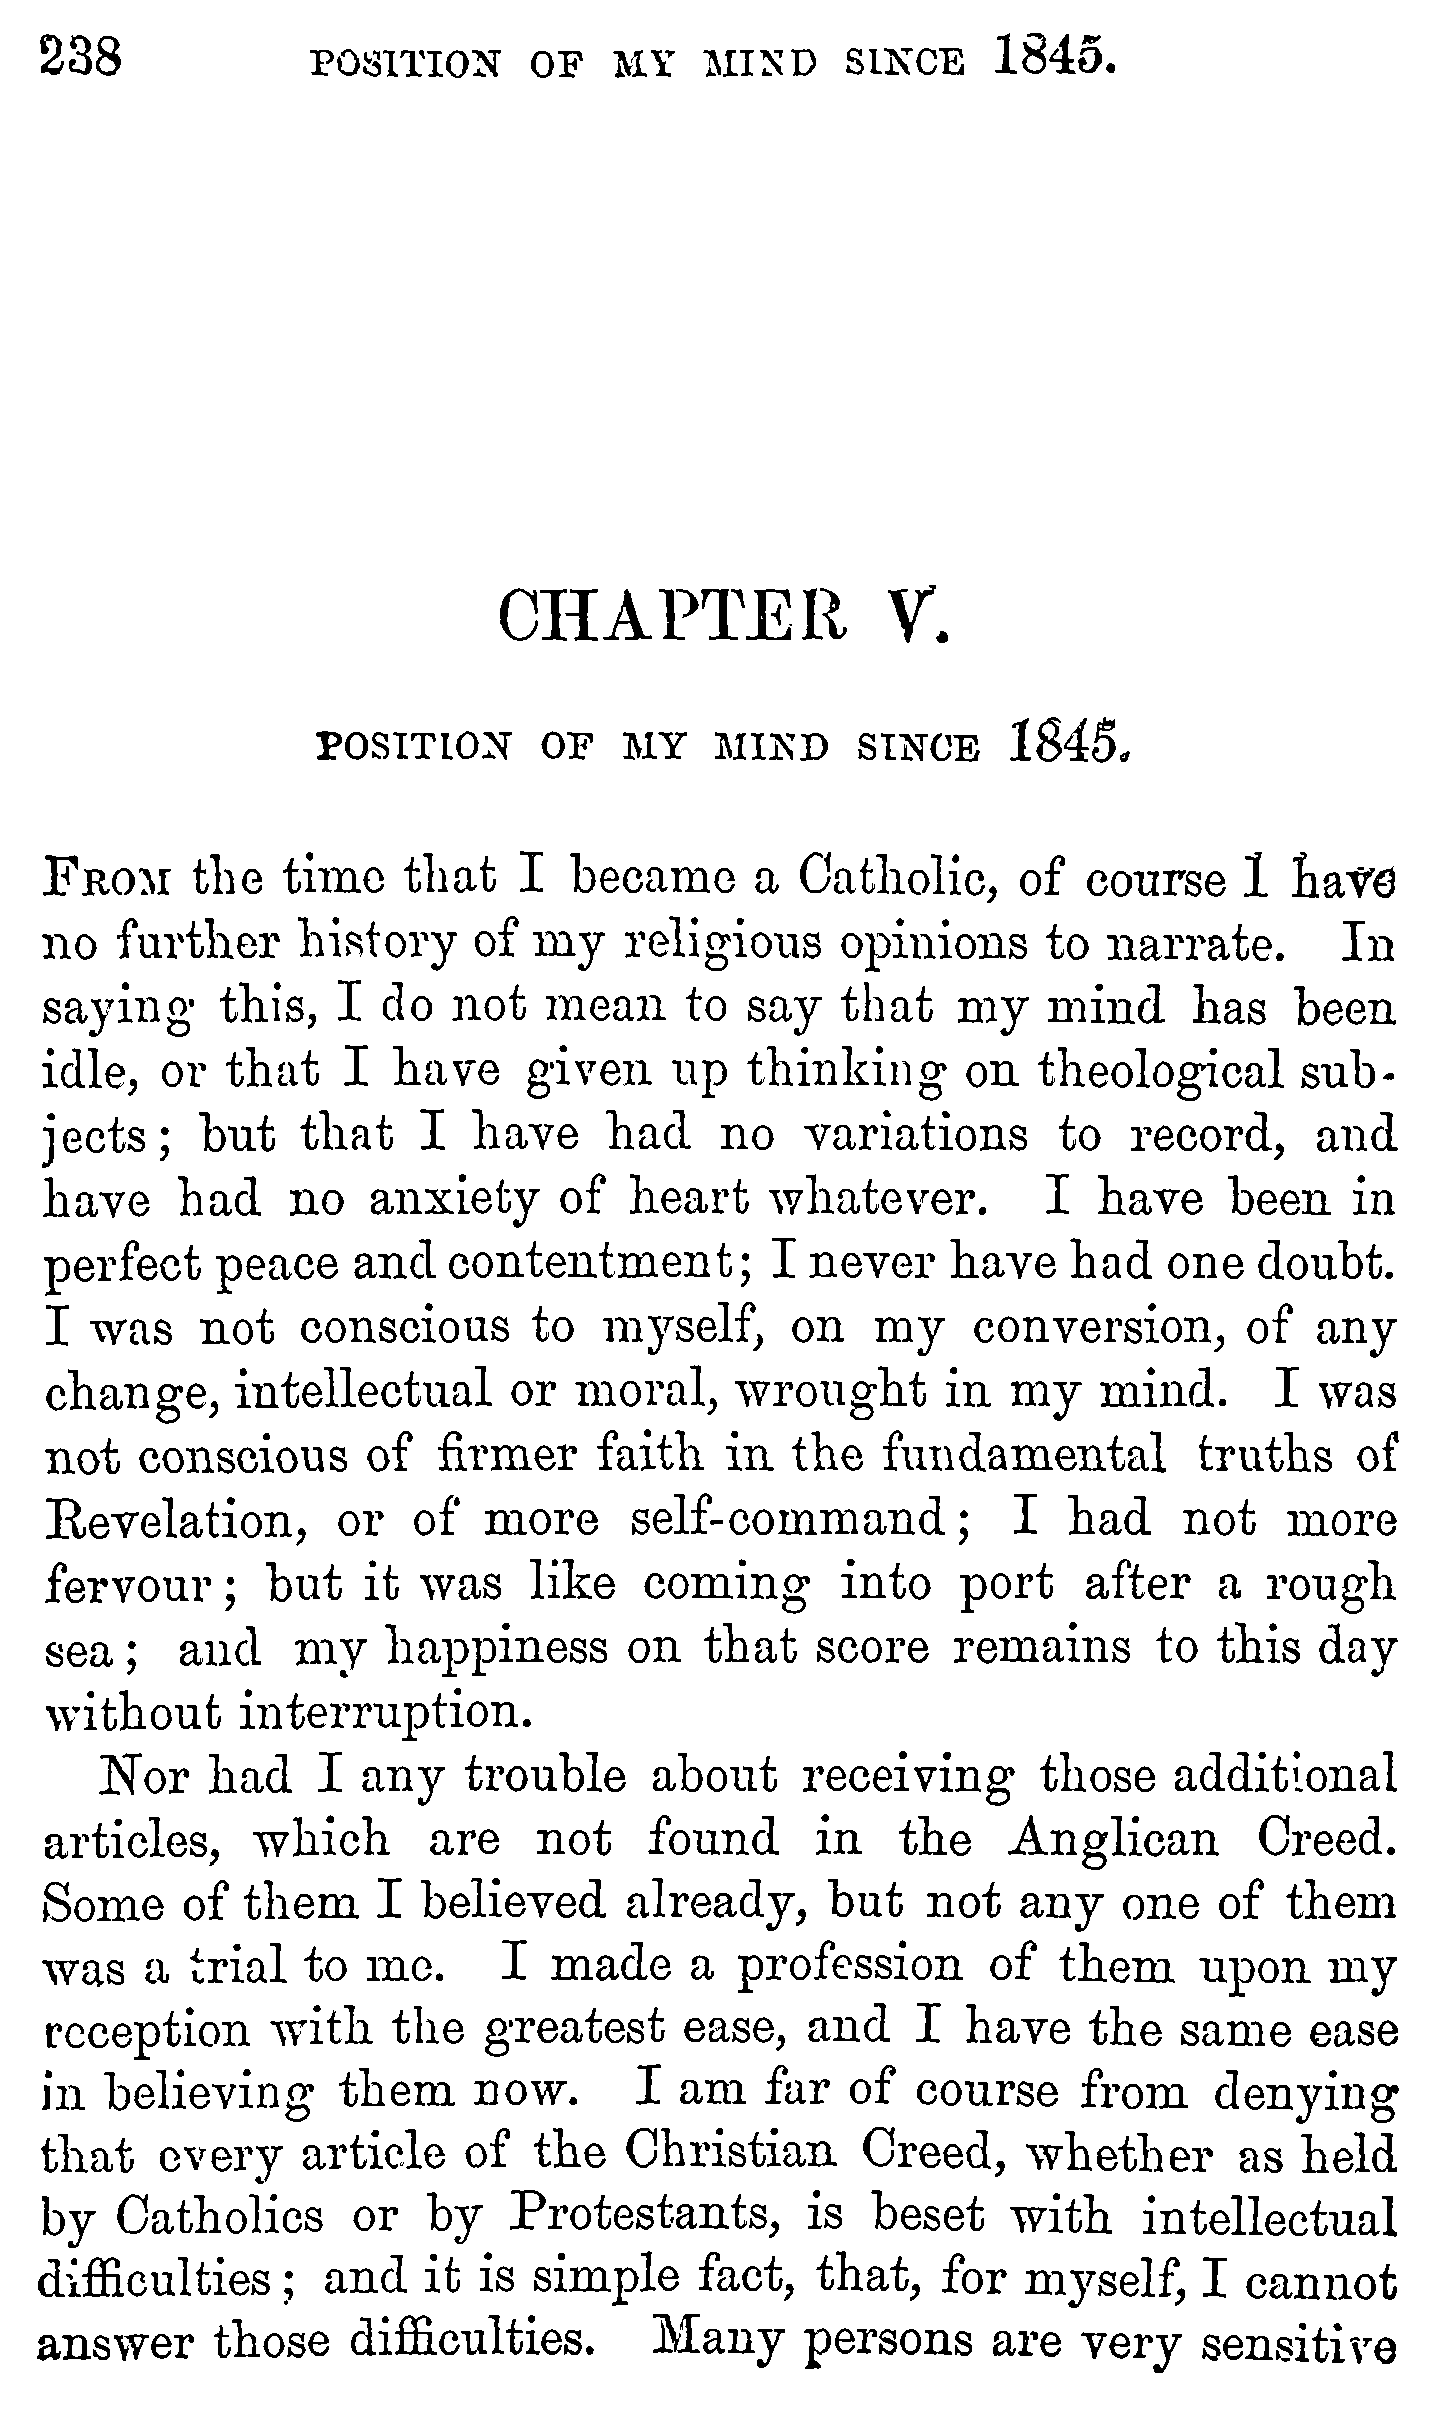 238 POSITION OF MY MIND SINCE 1845.
CHAPTER V.
POSITION OF MY MIND SINCE 1845.
FROM the time that I became a Catholic, of course I have
no further history of my religious opinions to narrate. In
saying this, I do not mean to say that my mind has been
idle, or that I have given up thinking on theological sub-
jects; but that I have had no variations to record, and
have had no anxiety of heart whatever. I have been in
perfect peace and contentment; I never have had one doubt.
I was not conscious to myself, on my conversion, of any
change, intellectual or moral, wrought in my mind. I was
not conscious of firmer faith in the fundamental truths of
Revelation, or of more self-command; I had not more
fervour; but it was like coming into port after a rough
sea; and my happiness on that score remains to this day
without interruption.
Nor had I any trouble about receiving those additional
articles, which are not found in the Anglican Creed.
Some of them I believed already, but not any one of them
was a trial to me. I made a profession of them upon my
reception with the greatest ease, and I have the same ease
in believing them now. I am far of course from denying
that every article of the Christian Creed, whether as held
by Catholics or by Protestants, is beset with intellectual
difficulties; and it is simple fact, that, for myself, I cannot
answer those difficulties. Many persons are very sensitive